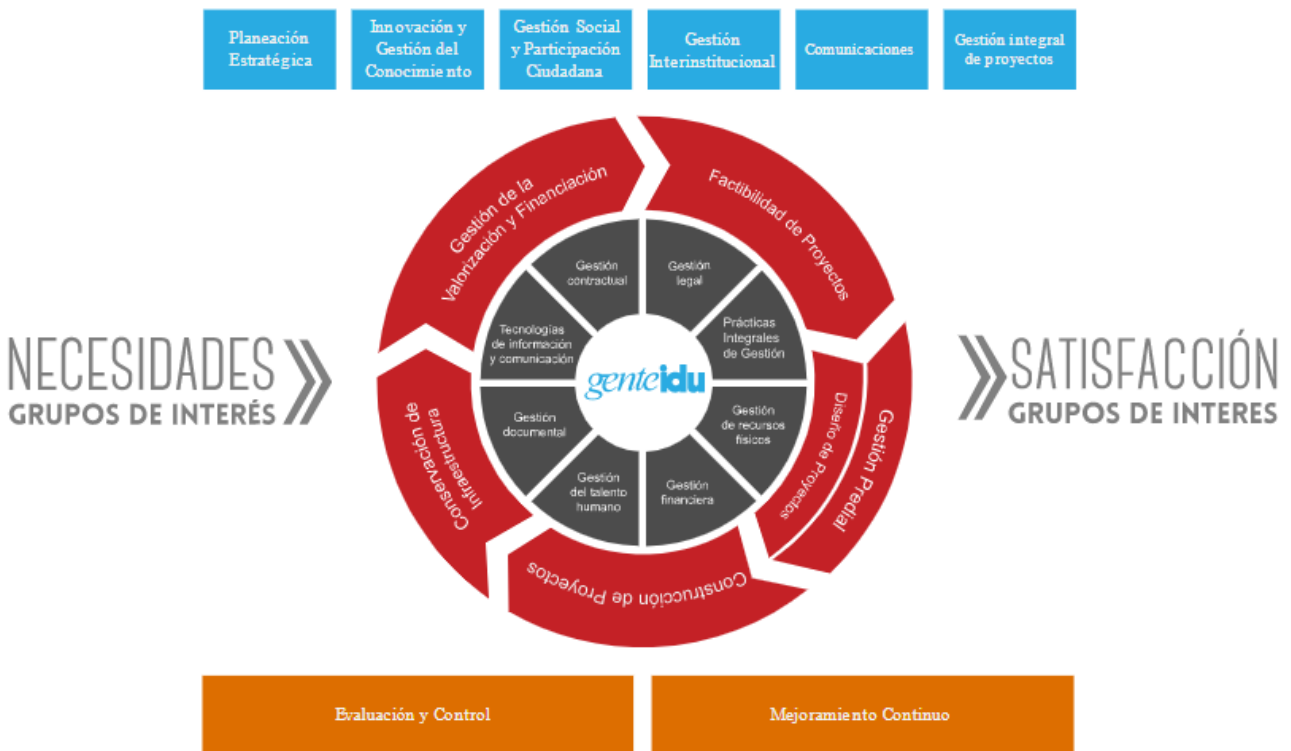 Planeación
Estratégica
Innovación y
Gestión del
Conocimiento
Gestión Social
y Participación
Ciudadana
Gestión
Interinstitucional
Comunicaciones
Gestión integral
de proyectos
NECESIDADES
GRUPOS DE INTERÉS
Gestión de la
Valorización y Financiación
Factibilidad de Proyectos
Gestión Predial
Diseño de Proyectos
Construcción de Proyectos
Conservación de
Infraestructura
Gestión
contractual
Gestión
legal
Prácticas
Integrales
de Gestión
Gestión
de recursos
físicos
Gestión
financiera
Gestión
del talento
humano
Gestión
documental
Tecnologías
de información
y comunicación
genteidu
SATISFACCIÓN
GRUPOS DE INTERES
Evaluación y Control
Mejoramiento Continuo